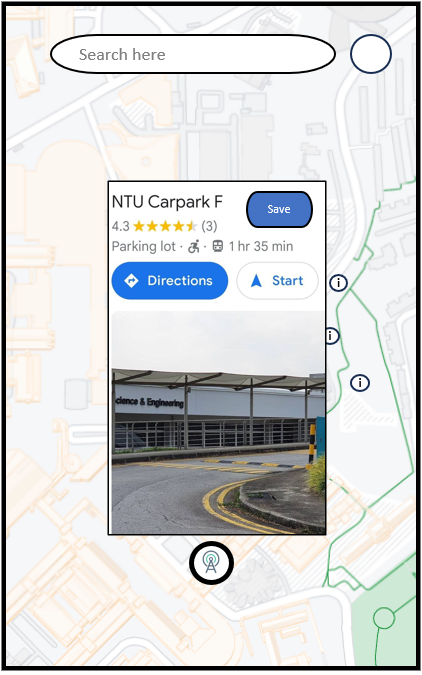 Search here
NTU Carpark F
Save
4.3 (3)
Parking lot · · 1 hr 35 min
Directions
Start
i
i
i
cience & Engineering